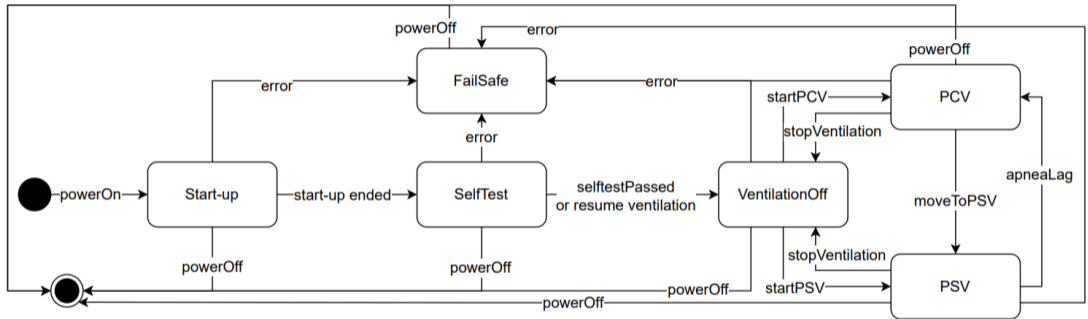 powerOff
error
powerOff
FailSafe
error
error
startPCV
PCV
error
stopVentilation
powerOn
Start-up
start-up ended
SelfTest
selftestPassed
or resume ventilation
VentilationOff
apneaLag
moveToPSV
powerOff
powerOff
stopVentilation
powerOff
startPSV
PSV
powerOff